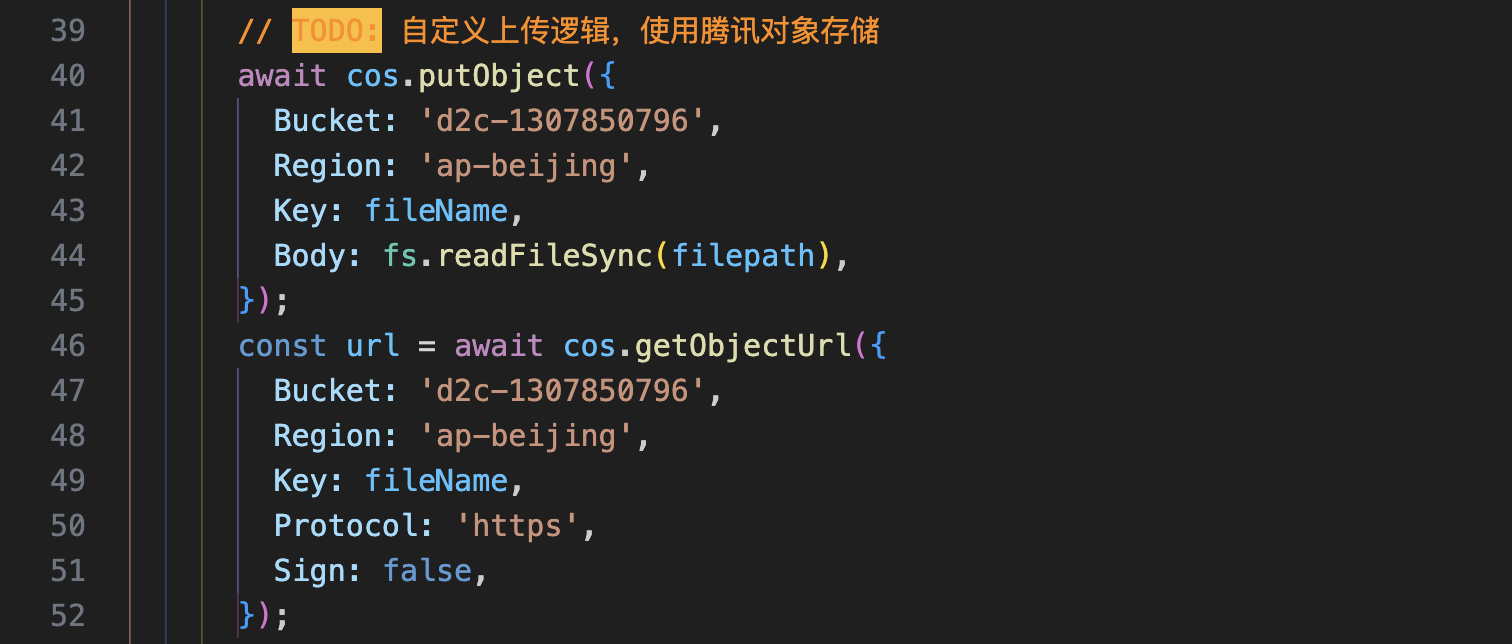 39 // TODO: 自定义上传逻辑，使用腾讯对象存储
40 await cos.putObject({
41 Bucket: 'd2c-1307850796',
42 Region: 'ap-beijing',
43 Key: fileName,
44 Body: fs.readFileSync(filepath),
45 });
46 const url = await cos.getObjectUrl({
47 Bucket: 'd2c-1307850796',
48 Region: 'ap-beijing',
49 Key: fileName,
50 Protocol: 'https',
51 Sign: false,
52 });